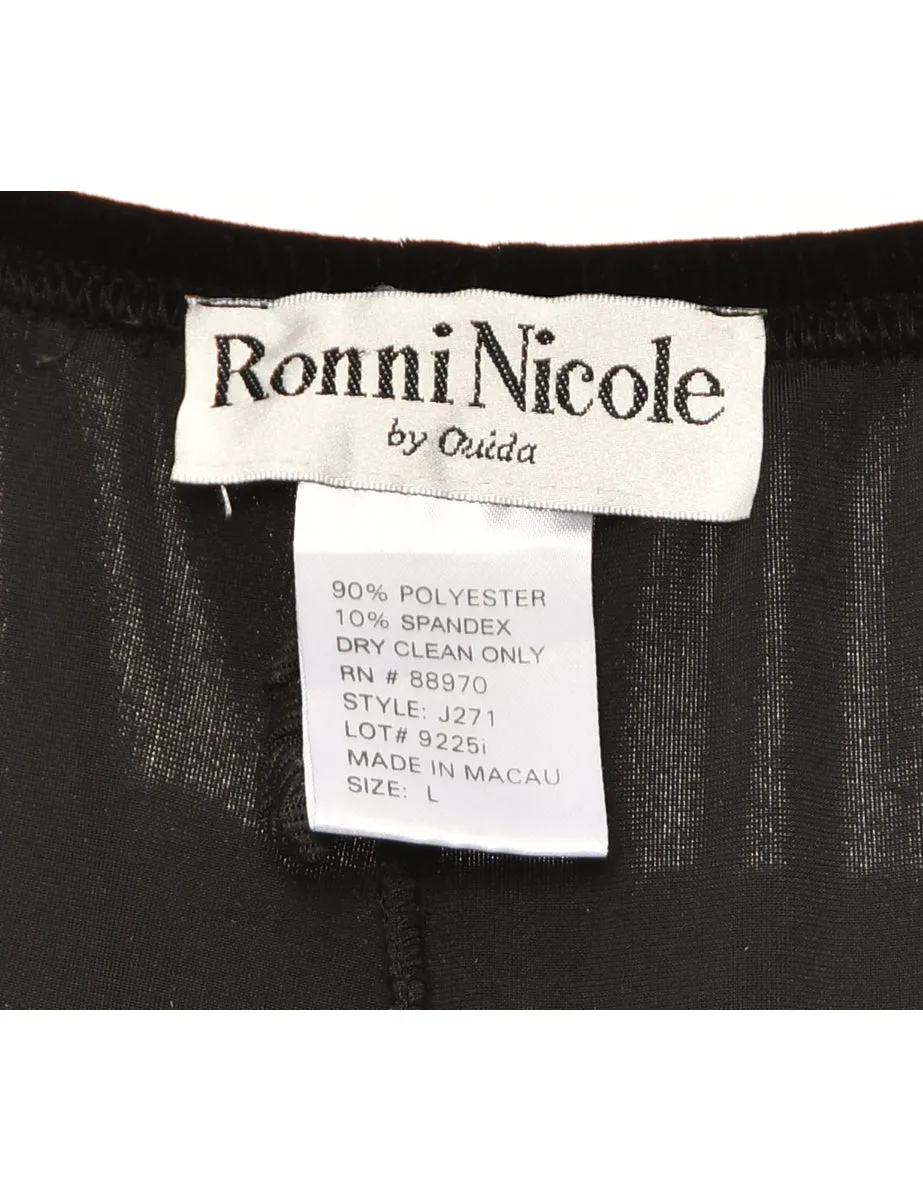 Ronni Nicole
by Ouida
90% POLYESTER
10% SPANDEX
DRY CLEAN ONLY
RN # 88970
STYLE: J271
LOT# 9225i
MADE IN MACAU
SIZE: L